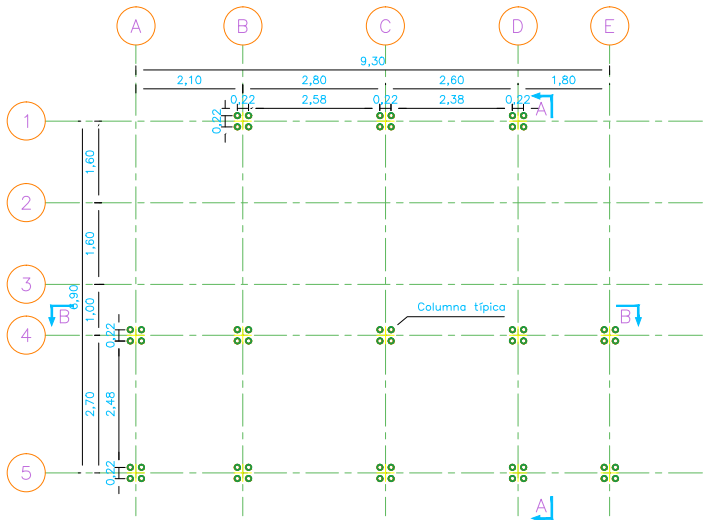 A B C D E
9,30
2,10 2,80 2,60 1,80
0,22 2,58 0,22 2,38 0,22
A
1
0,22
1,60
2
1,60
3
6,90
1,00
B
Columna típica
B
4
0,22
2,70
2,48
5
0,22
A